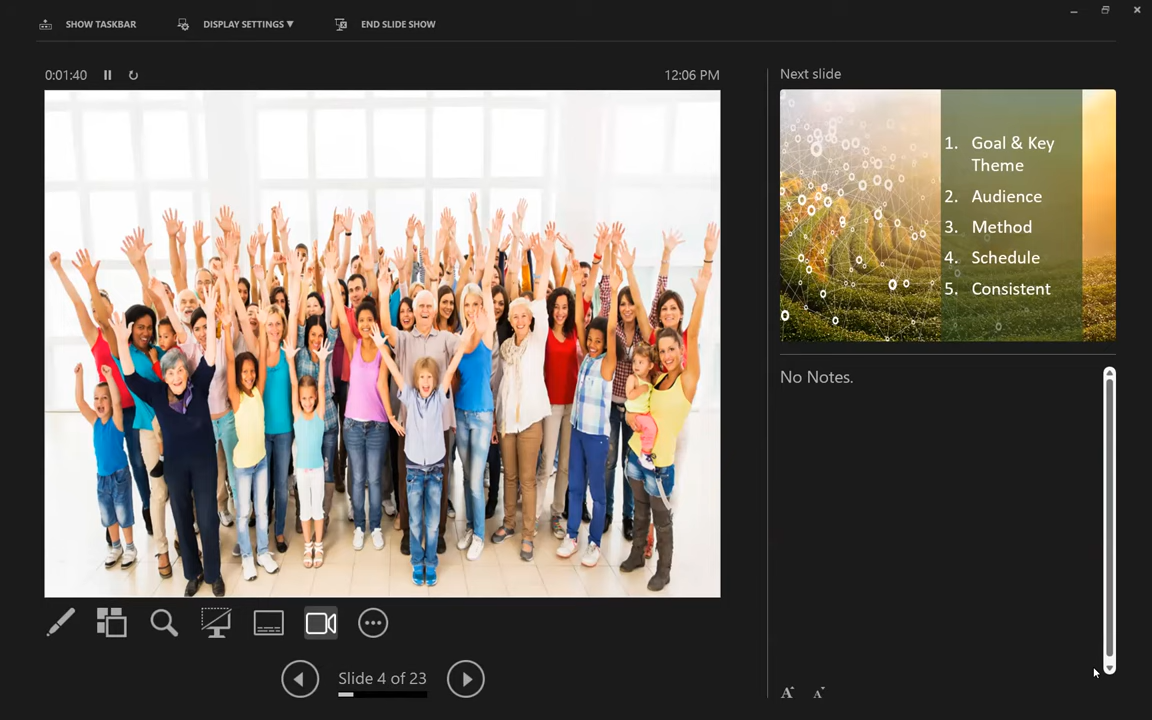 SHOW TASKBAR
DISPLAY SETTINGS ▼
END SLIDE SHOW
0:01:40
12:06 PM
Next slide
1. Goal & Key
Theme
2. Audience
3. Method
4. Schedule
5. Consistent
No Notes.
Slide 4 of 23
A A